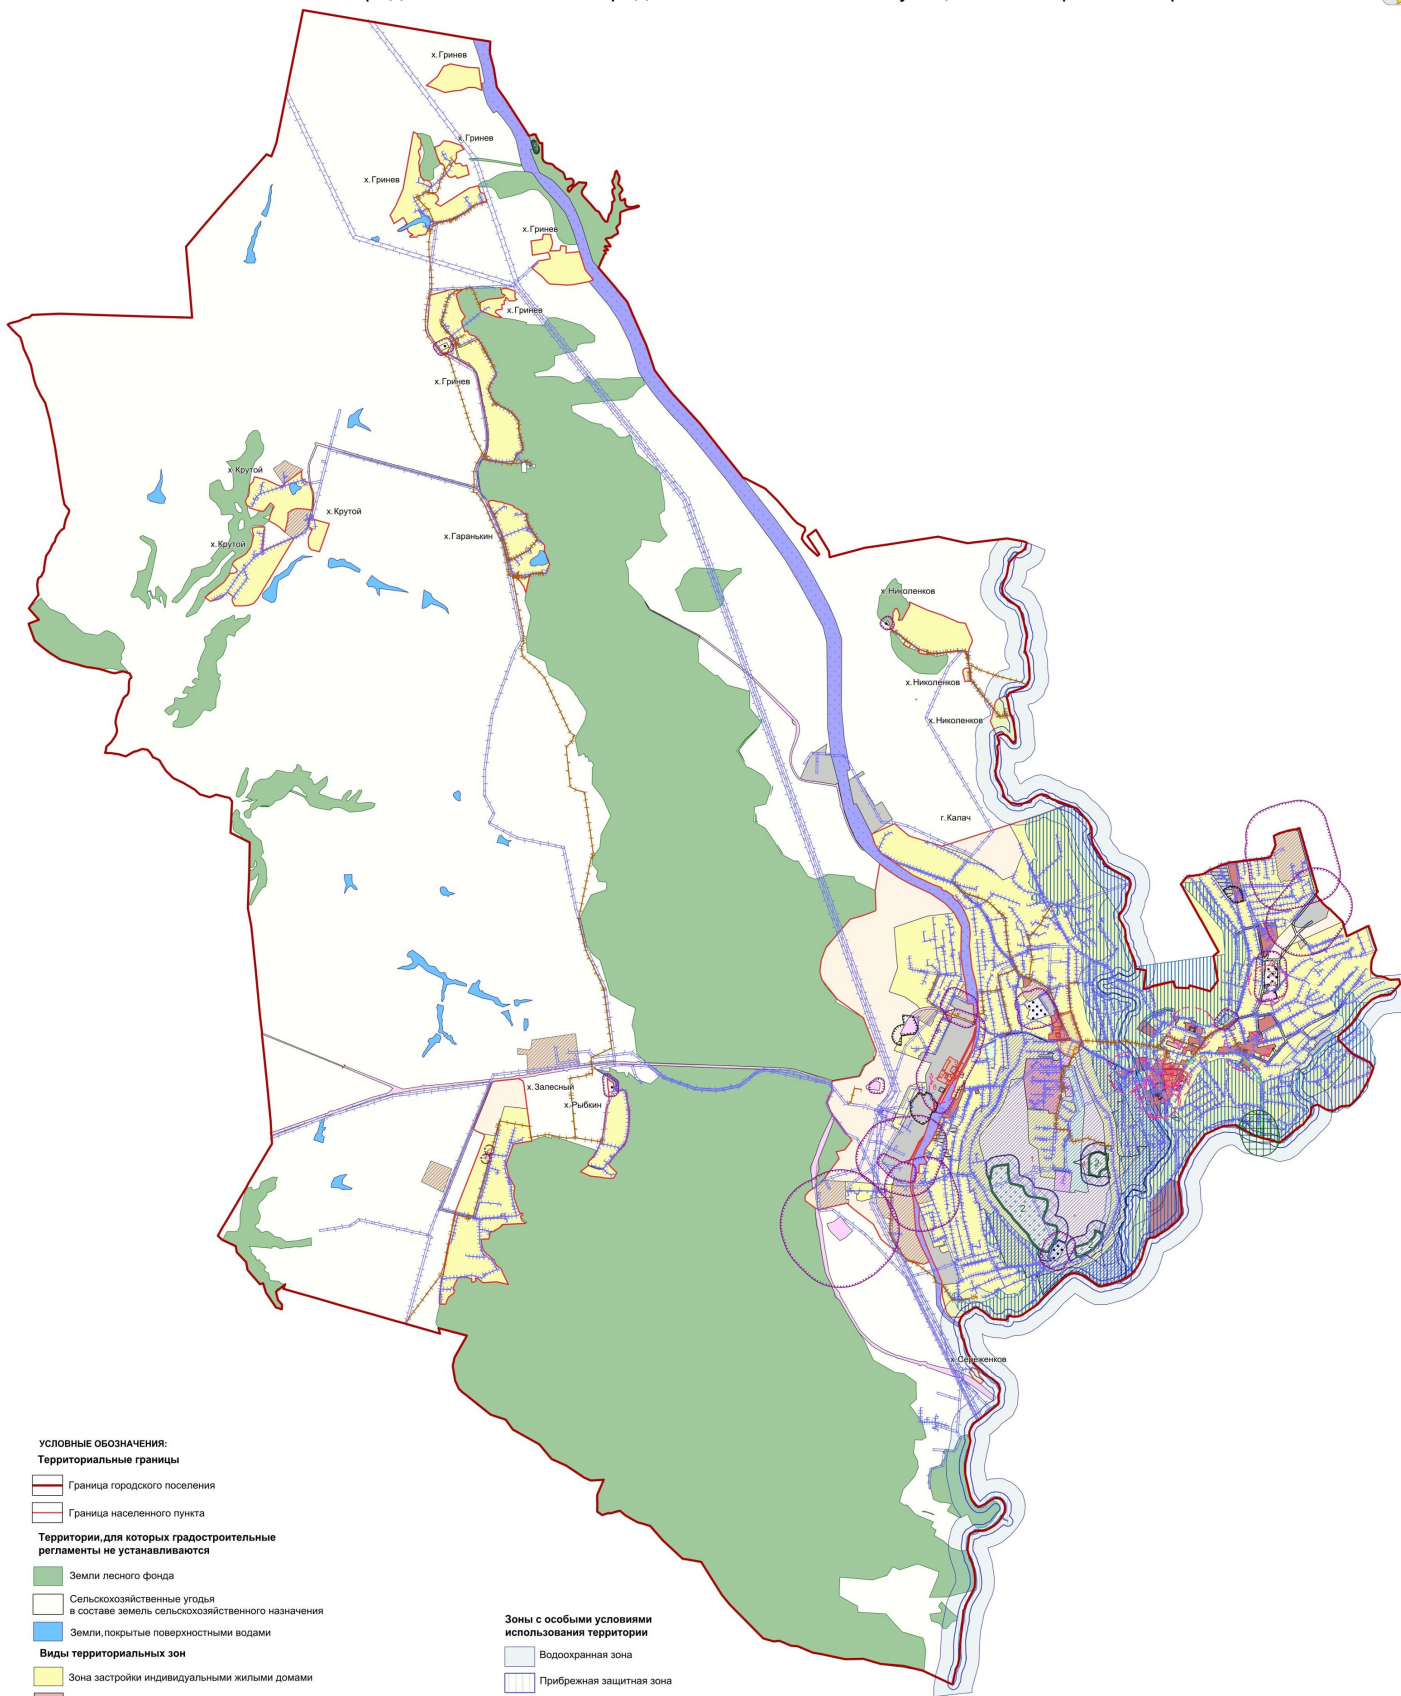 х.Гринев
х.Гринев
х.Гринев
х.Гринев
х.Гринев
х.Гринев
х.Крутой
х.Крутой
х.Гаранькин
х.Крутой
х.Николенков
х.Николенков
х.Николенков
г.Калач
х.Залесный
х.Рыбкин
2
х.Сереженков
УСЛОВНЫЕ ОБОЗНАЧЕНИЯ:
Территориальные границы
Граница городского поселения
Граница населенного пункта
Территории,для которых градостроительные
регламенты не устанавливаются
Земли лесного фонда
Сельскохозяйственные угодья
в составе земель сельскохозяйственного назначения
Земли,покрытые поверхностными водами
Виды территориальных зон
Зона застройки индивидуальными жилыми домами
Зоны с особыми условиями
использования территории
Водоохранная зона
Прибрежная защитная зона